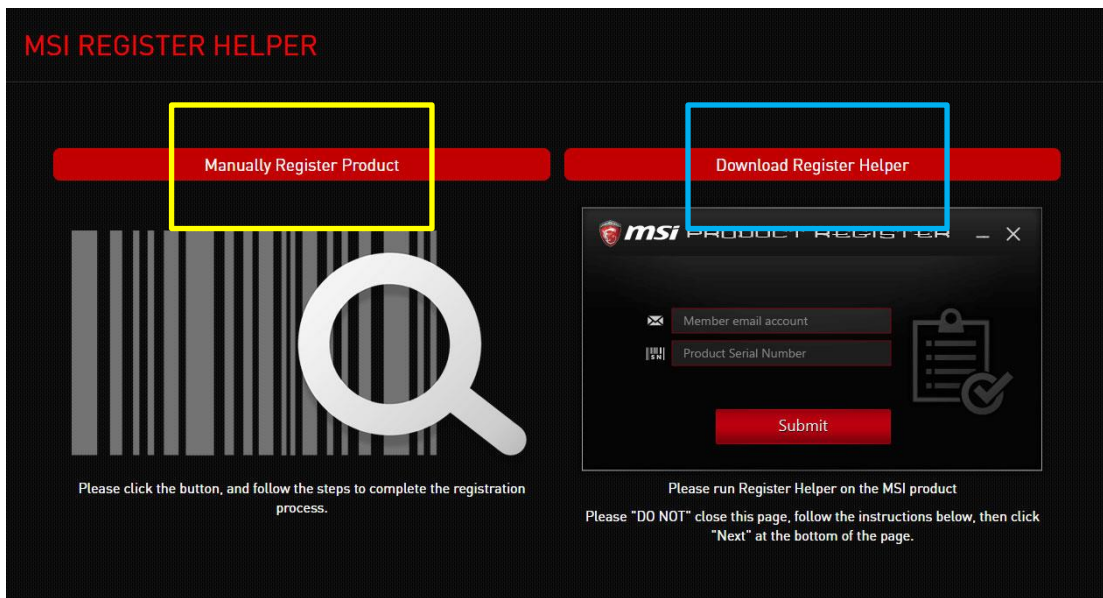 MSI REGISTER HELPER
Manually Register Product
Download Register Helper
msi PRODUCT REGISTER
Member email account
SN
Product Serial Number
Submit
Please click the button, and follow the steps to complete the registration
process.
Please run Register Helper on the MSI product
Please "DO NOT" close this page, follow the instructions below, then click
"Next" at the bottom of the page.